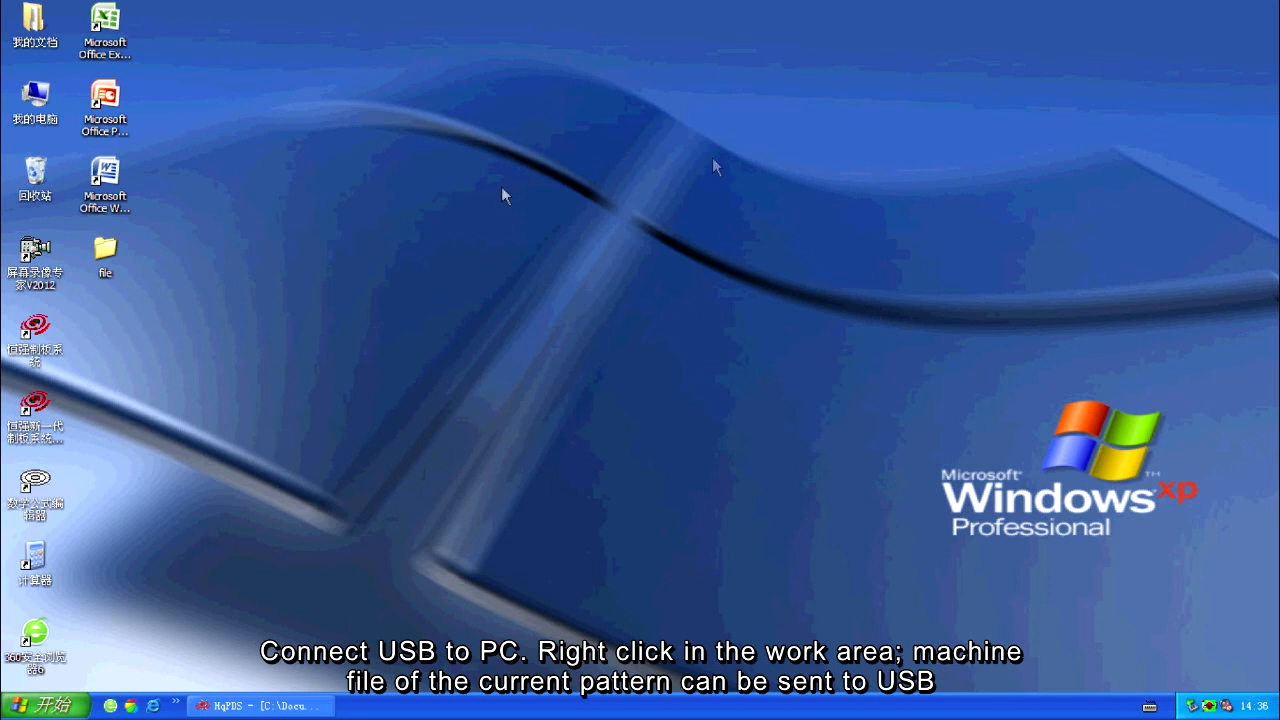 我的文档
Microsoft
Office Ex...
我的电脑
Microsoft
Office P...
回收站
Microsoft
Office W...
屏幕录像专
家V2012
file
恒强制板系
统
恒强新一代
制板系统...
数学公式编
辑器
计算器
360安全浏览
器6
Microsoft
Windows xp
TM
Professional
Connect USB to PC. Right click in the work area; machine
file of the current pattern can be sent to USB
开始
HqPDS - [C:\Docu...
14:36